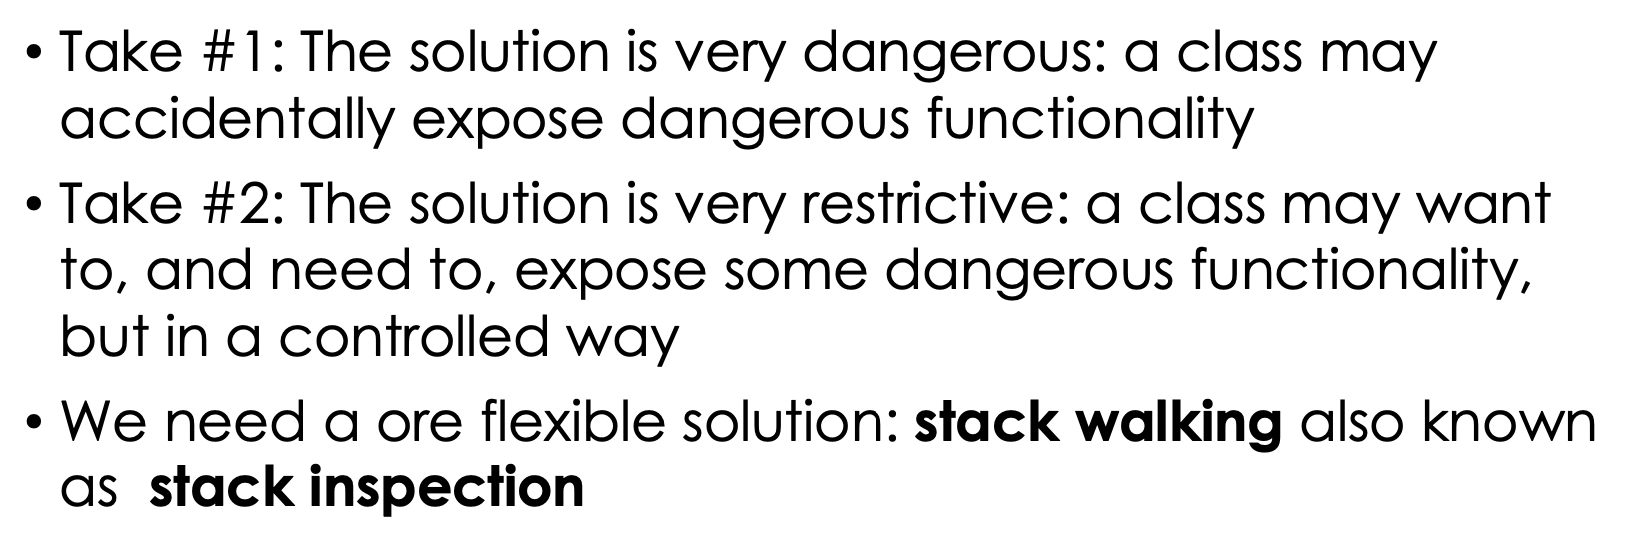 • Take #1: The solution is very dangerous: a class may
accidentally expose dangerous functionality
• Take #2: The solution is very restrictive: a class may want
to, and need to, expose some dangerous functionality,
but in a controlled way
• We need a ore flexible solution: stack walking also known
as stack inspection